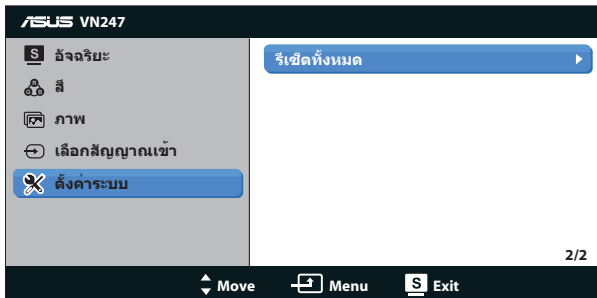 ASUS VN247
S อัจฉริยะ
สี
ภาพ
เลือกสัญญาณเข้า
ตั้งค่าระบบ
รีเซ็ตทั้งหมด
2/2
Move Menu S Exit